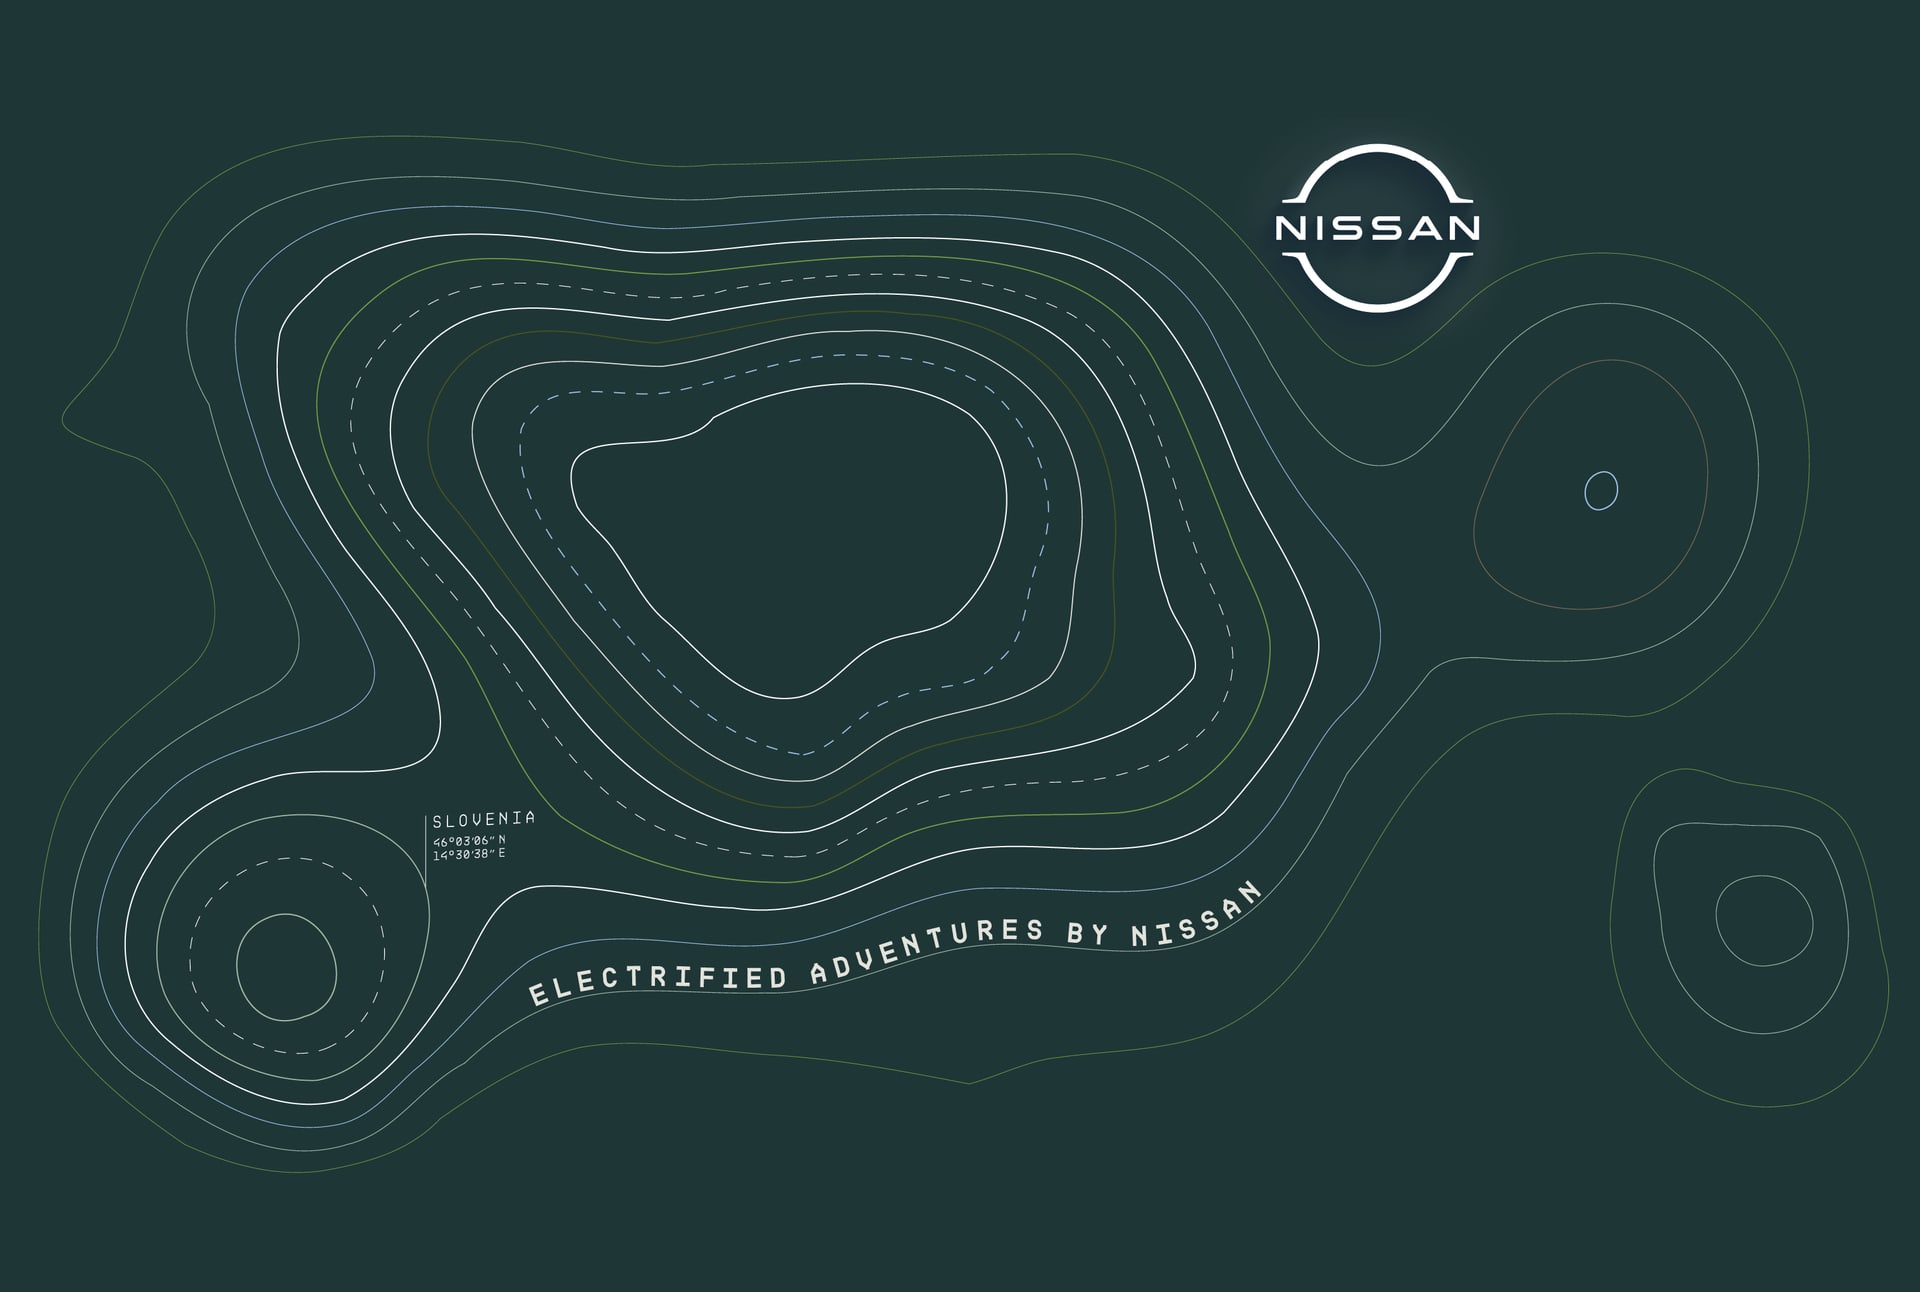 NISSAN
SLOVENIA
46°03'06" N
14°30'38" E
ELECTRIFIED ADVENTURES BY NISSAN